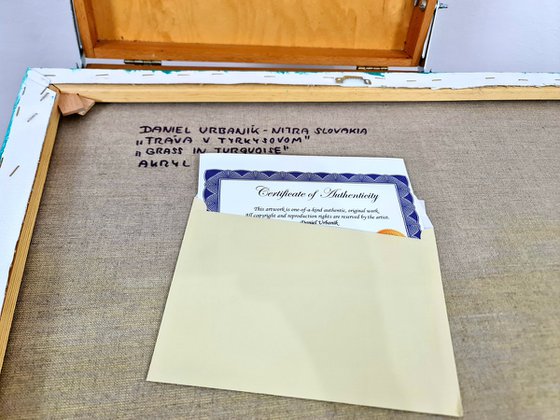 DANIEL URBANÍK - NITRA SLOVAKIA
„TRÁVA V TYRKYSOVOM"
„GRASS IN TURQUOISE"
AKRYL
Certificate of Authenticity
This artwork is one-of-a-kind authentic, original work.
All copyright and reproduction rights are reserved by the artist.
Daniel Urbaník